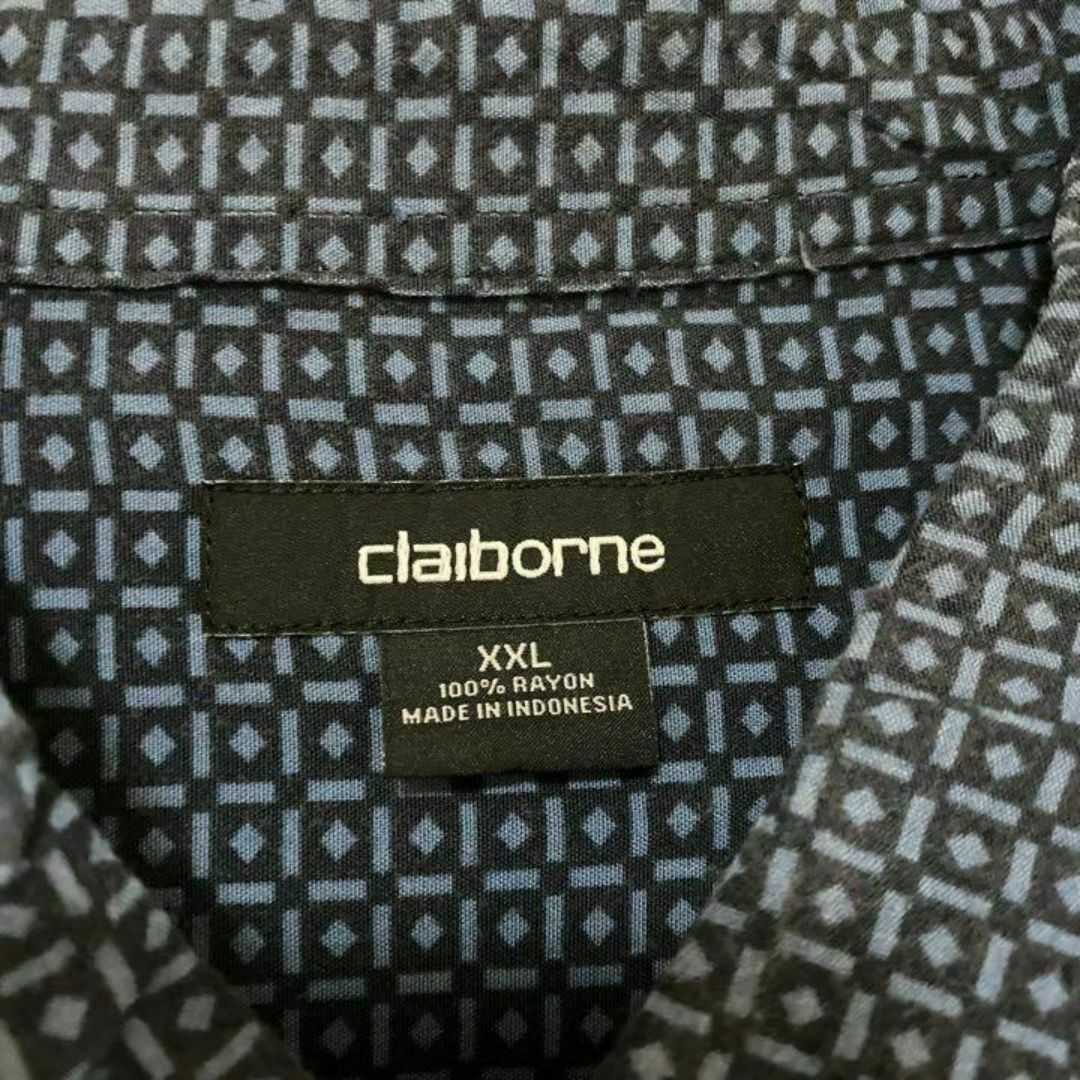 claiborne
XXL
100% RAYON
MADE IN INDONESIA